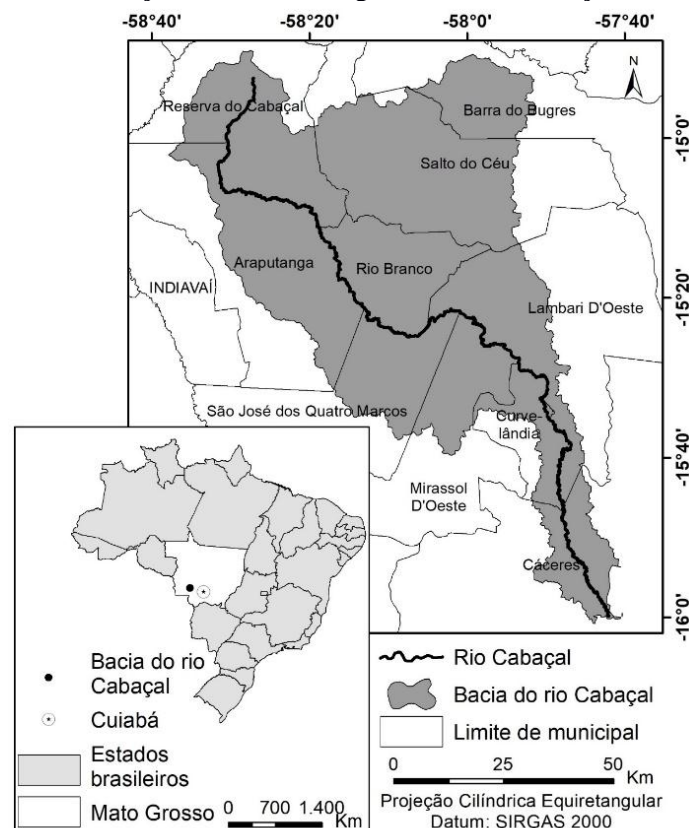 -58°40' -58°20' -58°0' -57°40'
N
Reserva do Cabaçal
Barra do Bugres
-15°0'
Salto do Céu
Araputanga
Rio Branco
INDIAVAÍ
-15°20'
Lambari D'Oeste
São José dos Quatro Marcos
Curve-
lândia
-15°40'
Mirassol
D'Oeste
Cáceres
-16°0'
Bacia do rio
Cabaçal
Cuiabá
Estados
brasileiros
Mato Grosso
0 700 1.400
Km
Rio Cabaçal
Bacia do rio Cabaçal
Limite de municipal
0 25 50
Km
Projeção Cilíndrica Equiretangular
Datum: SIRGAS 2000